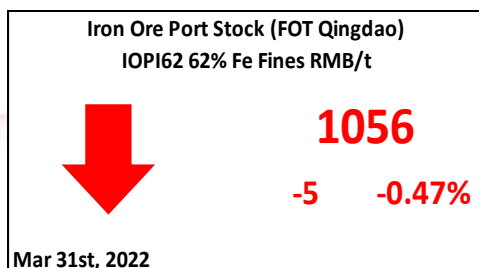 Iron Ore Port Stock (FOT Qingdao)
IOPI62 62% Fe Fines RMB/t
1056
-5 -0.47%
Mar 31st, 2022